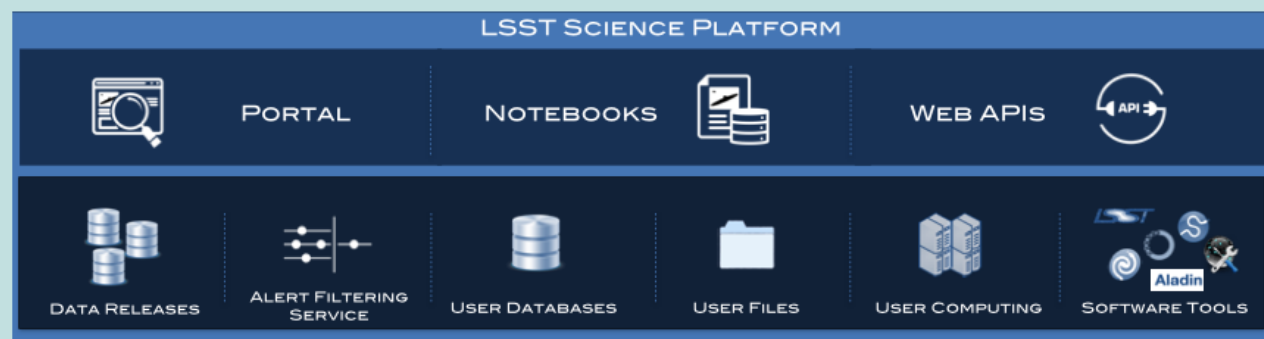 LSST SCIENCE PLATFORM
PORTAL
NOTEBOOKS
WEB APIS
API
DATA RELEASES
ALERT FILTERING
SERVICE
USER DATABASES
USER FILES
USER COMPUTING
LSST
Aladin
SOFTWARE TOOLS